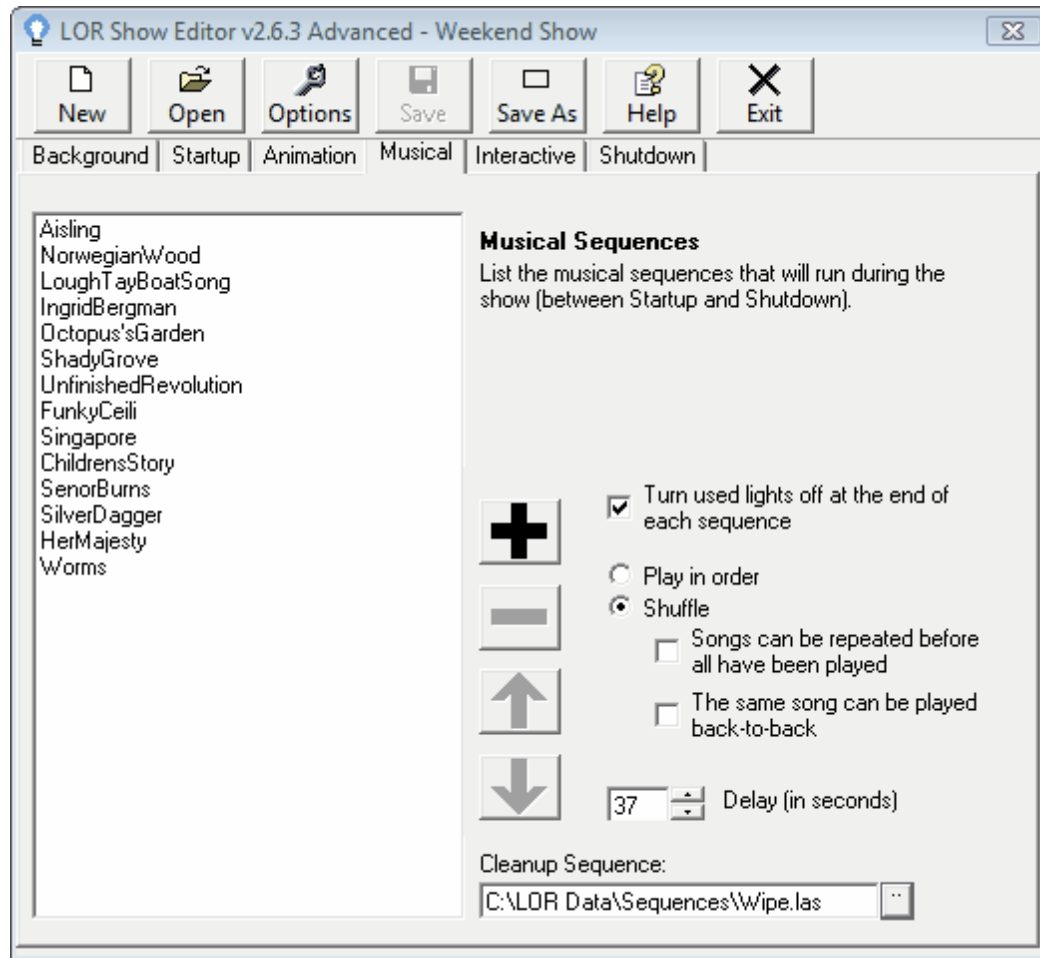 LOR Show Editor v2.6.3 Advanced - Weekend Show
New Open Options Save Save As Help Exit
Background Startup Animation Musical Interactive Shutdown
Aisling
NorwegianWood
LoughTayBoatSong
IngridBergman
Octopus'sGarden
ShadyGrove
UnfinishedRevolution
FunkyCeili
Singapore
ChildrensStory
SenorBurns
SilverDagger
HerMajesty
Worms
Musical Sequences
List the musical sequences that will run during the
show (between Startup and Shutdown).
Turn used lights off at the end of
each sequence
Play in order
Shuffle
Songs can be repeated before
all have been played
The same song can be played
back-to-back
37 Delay (in seconds)
Cleanup Sequence:
C:\LOR Data\Sequences\Wipe.las ..